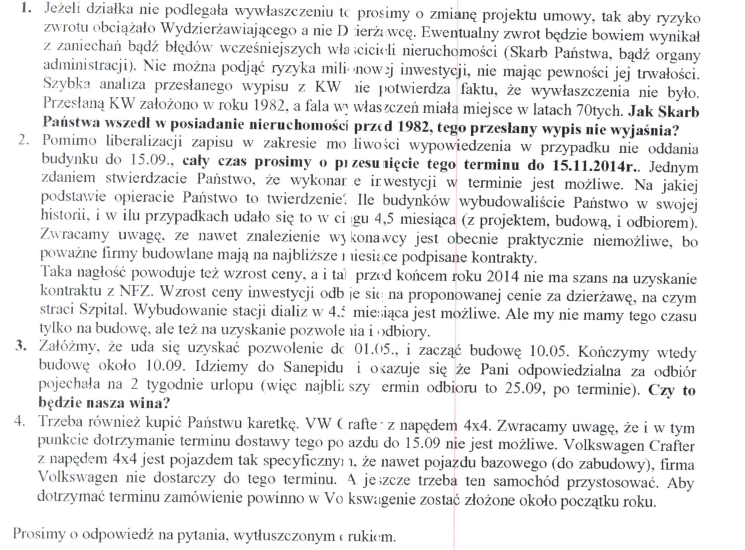 1. Jeżeli działka nie podlegała wywłaszczeniu to prosimy o zmianę projektu umowy, tak aby ryzyko
zwrotu obciążało Wydzierżawiającego a nie Dzierżawcę. Ewentualny zwrot będzie bowiem wynikał
z zaniechań bądź błędów wcześniejszych właścicieli nieruchomości (Skarb Państwa, bądź organy
administracji). Nie można podjąć ryzyka milionowej inwestycji, nie mając pewności jej trwałości.
Szybka analiza przesłanego wypisu z KW nie potwierdza faktu, że wywłaszczenia nie było.
Przesłaną KW założono w roku 1982, a fala wywłaszczeń miała miejsce w latach 70tych. Jak Skarb
Państwa wszedł w posiadanie nieruchomości przed 1982, tego przesłany wypis nie wyjaśnia?
2. Pomimo liberalizacji zapisu w zakresie możliwości wypowiedzenia w przypadku nie oddania
budynku do 15.09., cały czas prosimy o przesunięcie tego terminu do 15.11.2014r.. Jednym
zdaniem stwierdzacie Państwo, że wykonanie inwestycji w terminie jest możliwe. Na jakiej
podstawie opieracie Państwo to twierdzenie? Ile budynków wybudowaliście Państwo w swojej
historii, i w ilu przypadkach udało się to w ciągu 4,5 miesiąca (z projektem, budową, i odbiorem).
Zwracamy uwagę, ze nawet znalezienie wykonawcy jest obecnie praktycznie niemożliwe, bo
poważne firmy budowlane mają na najbliższe miesiące podpisane kontrakty.
Taka nagłość powoduje też wzrost ceny, a i tak przed końcem roku 2014 nie ma szans na uzyskanie
kontraktu z NFZ. Wzrost ceny inwestycji odbije się na proponowanej cenie za dzierżawę, na czym
straci Szpital. Wybudowanie stacji dializ w 4,5 miesiąca jest możliwe. Ale my nie mamy tego czasu
tylko na budowę, ale też na uzyskanie pozwolenia i odbiory.
3. Załóżmy, że uda się uzyskać pozwolenie do 01.05., i zacząć budowę 10.05. Kończymy wtedy
budowę około 10.09. Idziemy do Sanepidu i okazuje się że Pani odpowiedzialna za odbiór
pojechała na 2 tygodnie urlopu (więc najbliższy termin odbioru to 25.09, po terminie). Czy to
będzie nasza wina?
4. Trzeba również kupić Państwu karetkę. VW Crafter z napędem 4x4. Zwracamy uwagę, że i w tym
punkcie dotrzymanie terminu dostawy tego pojazdu do 15.09 nie jest możliwe. Volkswagen Crafter
z napędem 4x4 jest pojazdem tak specyficznym, że nawet pojazdu bazowego (do zabudowy), firma
Volkswagen nie dostarczy do tego terminu. A jeszcze trzeba ten samochód przystosować. Aby
dotrzymać terminu zamówienie powinno w Volkswagenie zostać złożone około początku roku.
Prosimy o odpowiedź na pytania, wytłuszczonym drukiem.